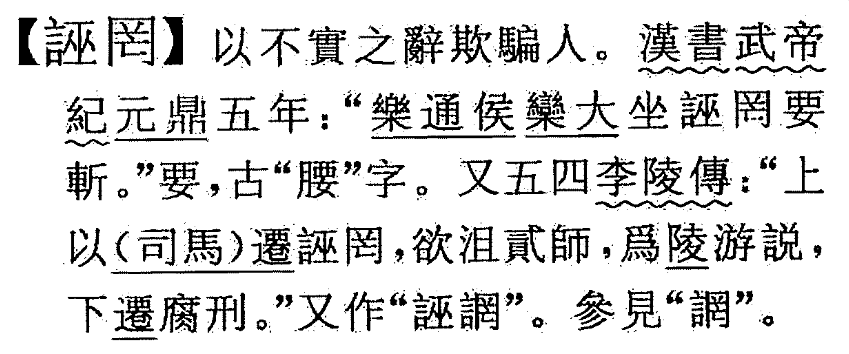 【誣罔】以不實之辭欺騙人。漢書武帝
紀元鼎五年：“樂通侯欒大坐誣罔要
斬。”要，古“腰”字。又五四李陵傳：“上
以（司馬）遷誣罔，欲沮貳師，爲陵游説，
下遷腐刑。”又作“誣謿”。參見“謿”。